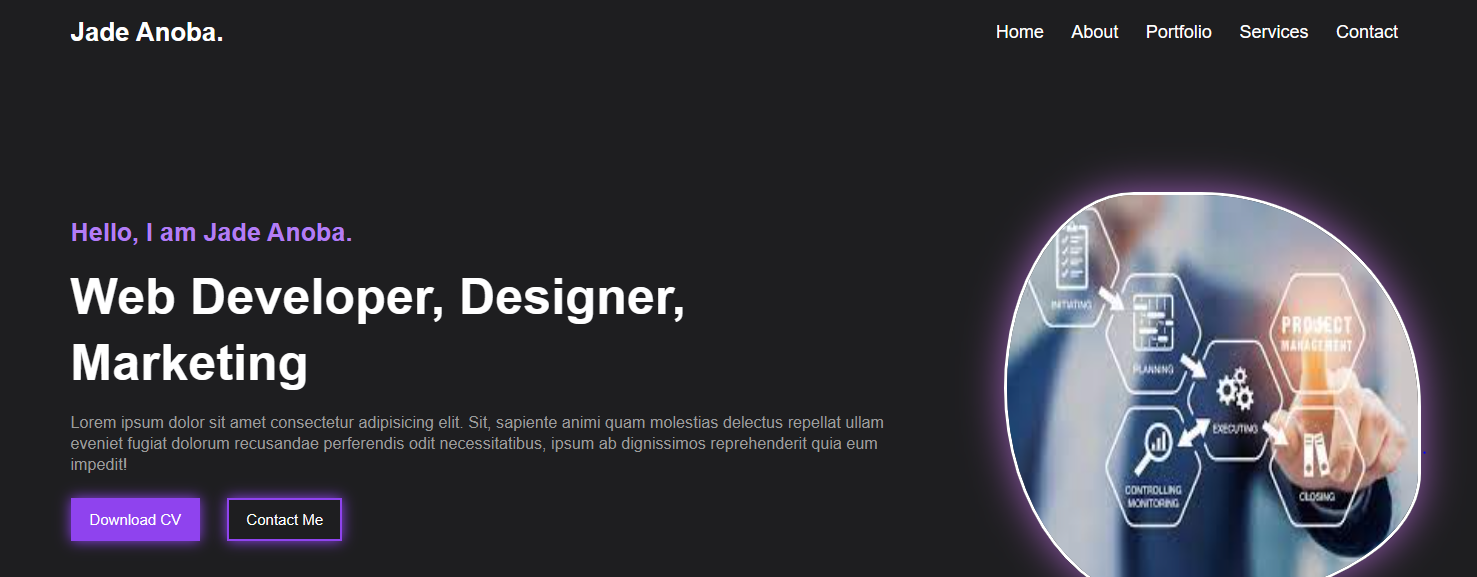 Jade Anoba.
Home About Portfolio Services Contact
Hello, I am Jade Anoba.
Web Developer, Designer,
Marketing
Lorem ipsum dolor sit amet consectetur adipisicing elit. Sit, sapiente animi quam molestias delectus repellat ullam
eveniet fugiat dolorum recusandae perferendis odit necessitatibus, ipsum ab dignissimos reprehenderit quia eum
impedit!
Download CV Contact Me
INITIATING
PLANNING
PROJECT
MANAGEMENT
EXECUTING
CONTROLLING
MONITORING
CLOSING